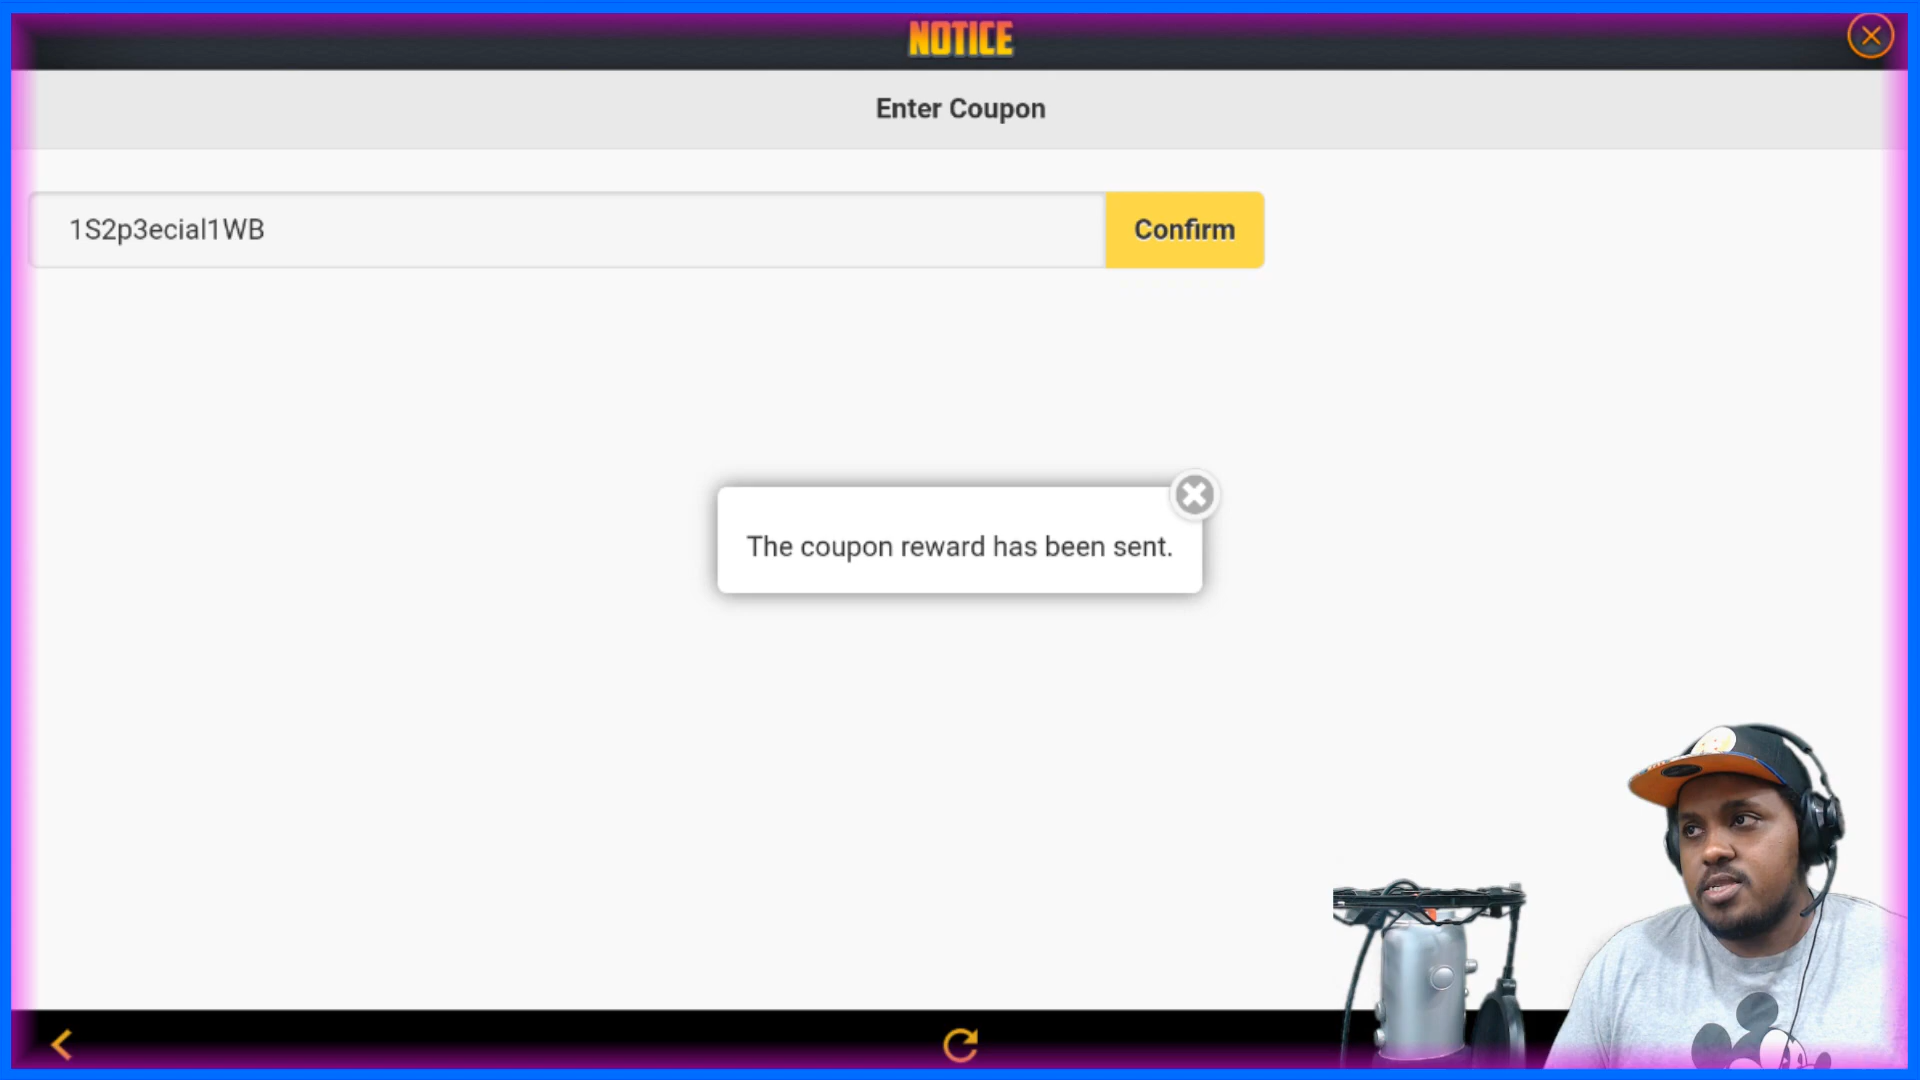 NOTICE
Enter Coupon
1S2p3ecial1WB
Confirm
The coupon reward has been sent.